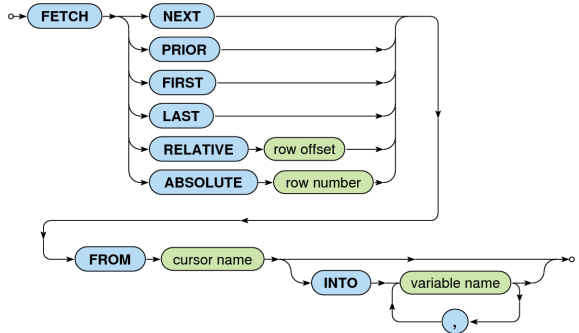 FETCH NEXT
PRIOR
FIRST
LAST
RELATIVE row offset
ABSOLUTE row number
FROM cursor name
INTO variable name
,